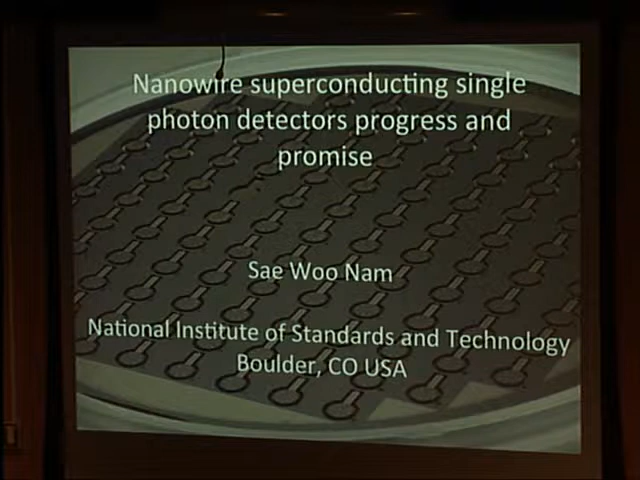 Nanowire superconducting single
photon detectors progress and
promise
Sae Woo Nam
National Institute of Standards and Technology
Boulder, CO USA